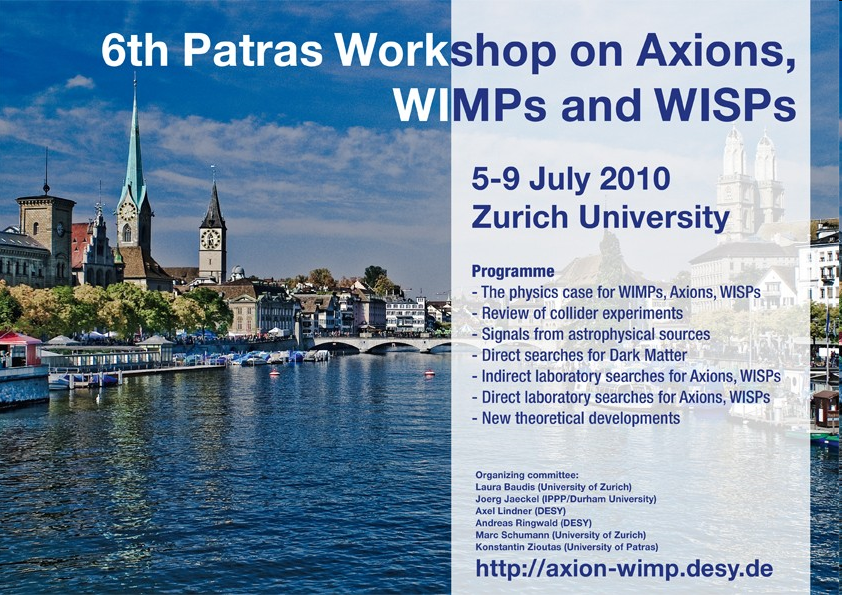 6th Patras Workshop on Axions,
WIMPs and WISPs
5-9 July 2010
Zurich University
Programme
- The physics case for WIMPs, Axions, WISPs
- Review of collider experiments
- Signals from astrophysical sources
- Direct searches for Dark Matter
- Indirect laboratory searches for Axions, WISPs
- Direct laboratory searches for Axions, WISPs
- New theoretical developments
Organizing committee:
Laura Baudis (University of Zurich)
Joerg Jaeckel (IPPP/Durham University)
Axel Lindner (DESY)
Andreas Ringwald (DESY)
Marc Schumann (University of Zurich)
Konstantin Zioutas (University of Patras)
http://axion-wimp.desy.de